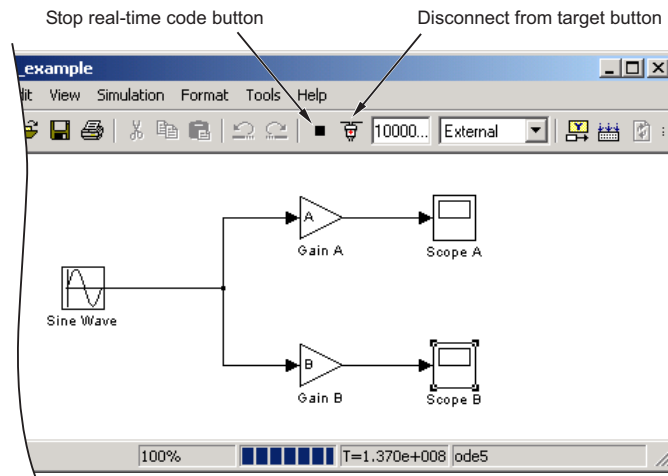 Stop real-time code button
Disconnect from target button
_example
dit View Simulation Format Tools Help
10000... External
A
Gain A
Scope A
Sine Wave
B
Gain B
Scope B
100% T=1.370e+008 ode5